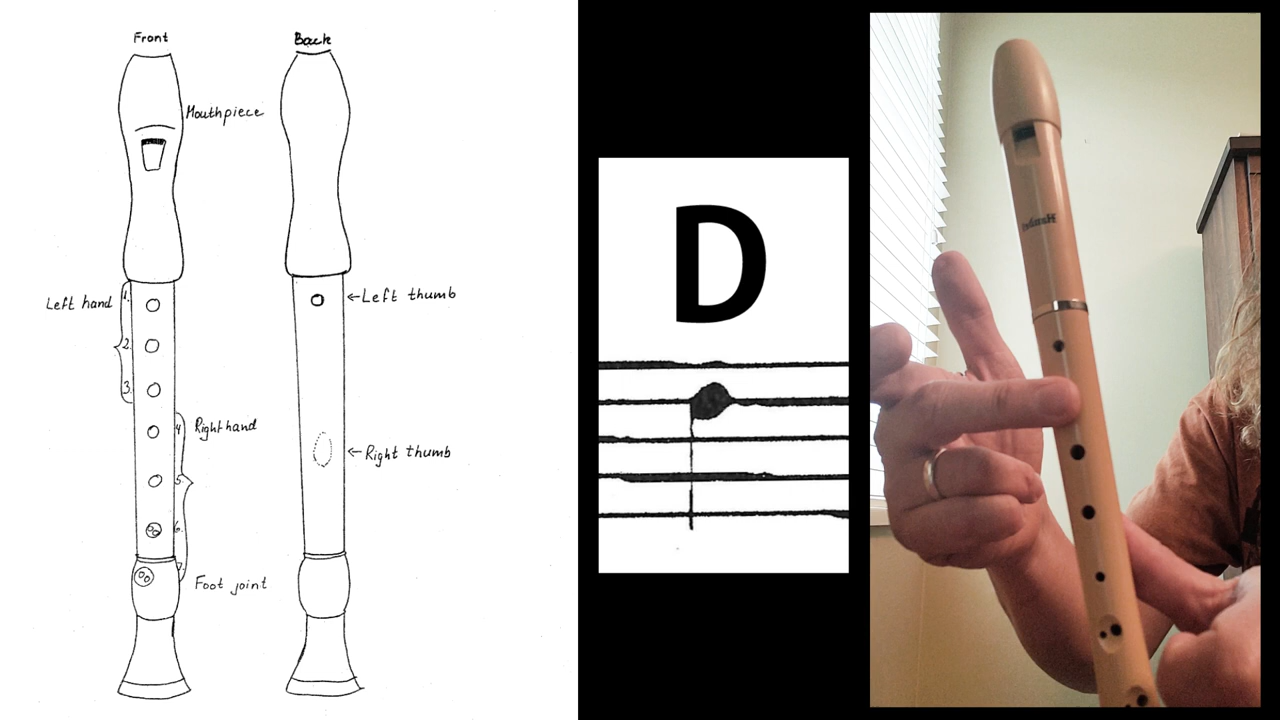 Front
Back
Mouthpiece
Left hand
1.
2.
3.
←Left thumb
4
Right hand
5.
6
7
←Right thumb
Foot joint
D